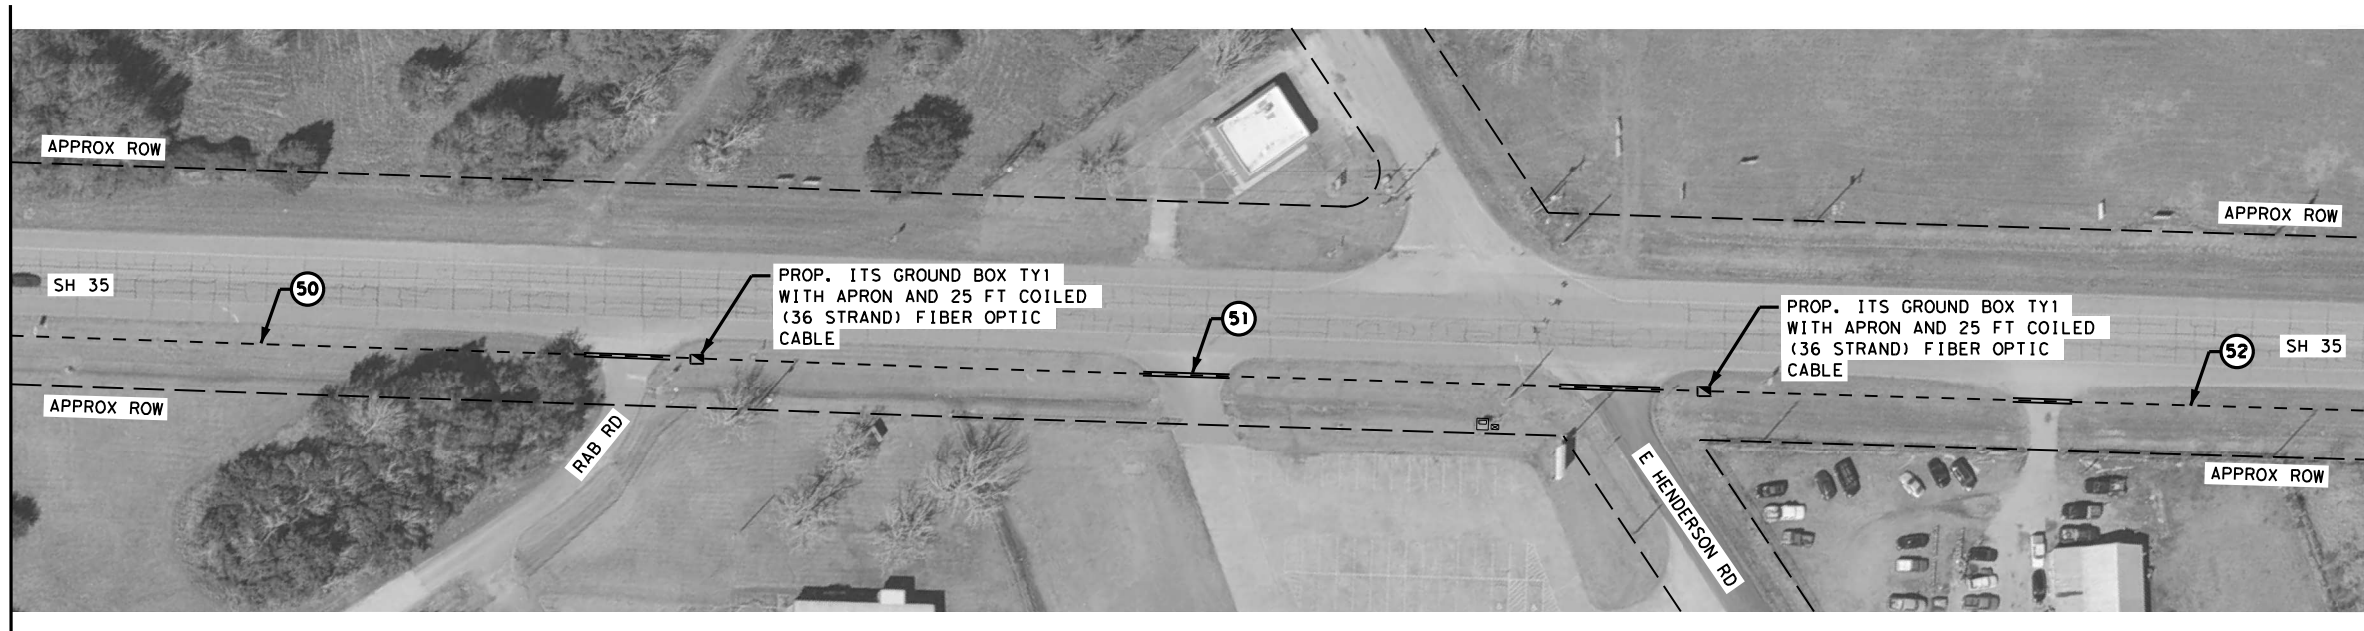 APPROX ROW
APPROX ROW
SH 35
50
PROP. ITS GROUND BOX TY1
WITH APRON AND 25 FT COILED
(36 STRAND) FIBER OPTIC
CABLE
51
PROP. ITS GROUND BOX TY1
WITH APRON AND 25 FT COILED
(36 STRAND) FIBER OPTIC
CABLE
52
SH 35
APPROX ROW
RAB RD
E HENDERSON RD
APPROX ROW